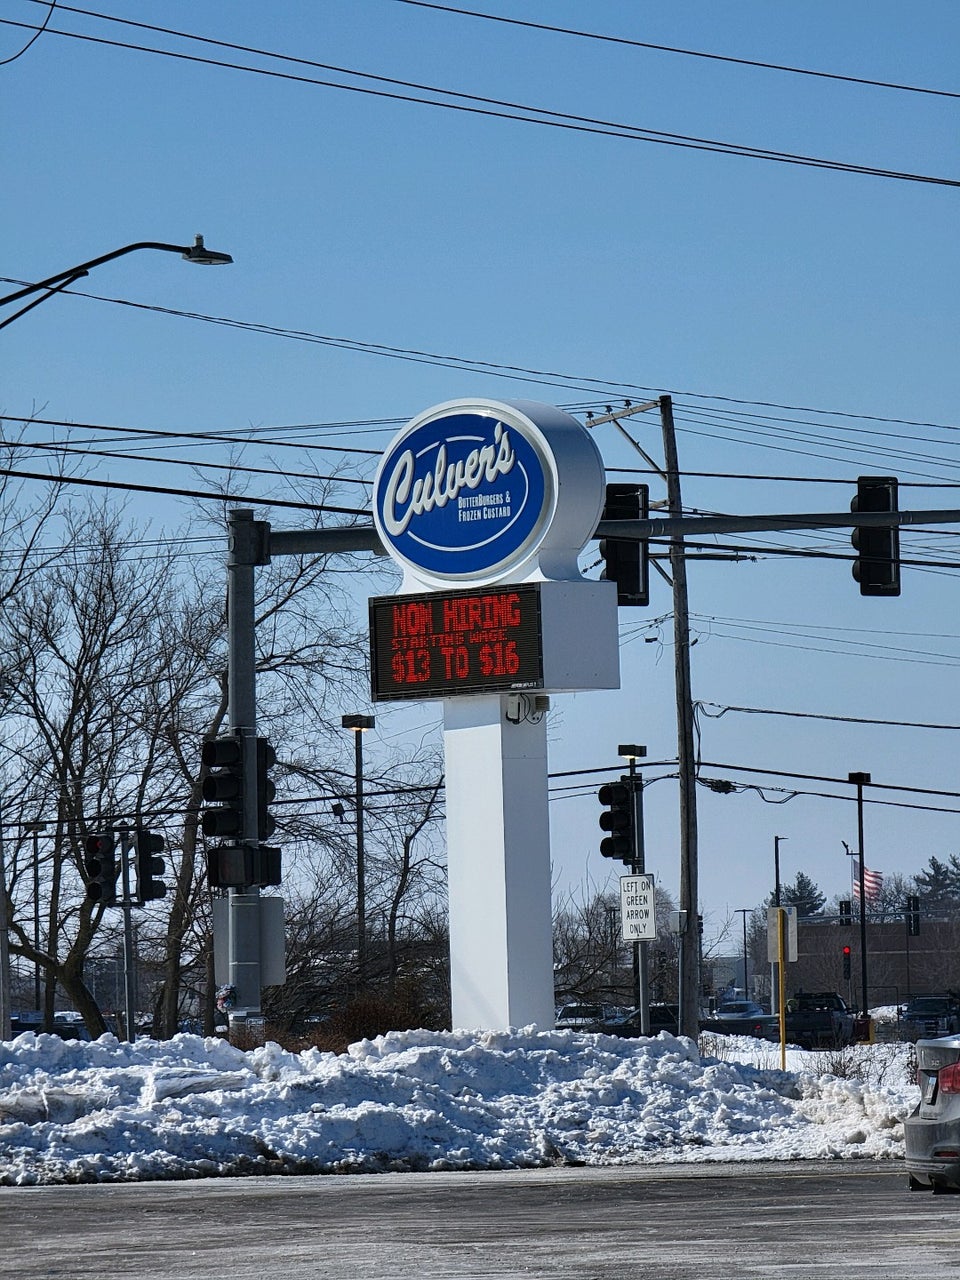 Culver's
ButterBurgers &
Frozen Custard
NOW HIRING
STARTING WAGE
$13 TO $16
LEFT ON
GREEN
ARROW
ONLY